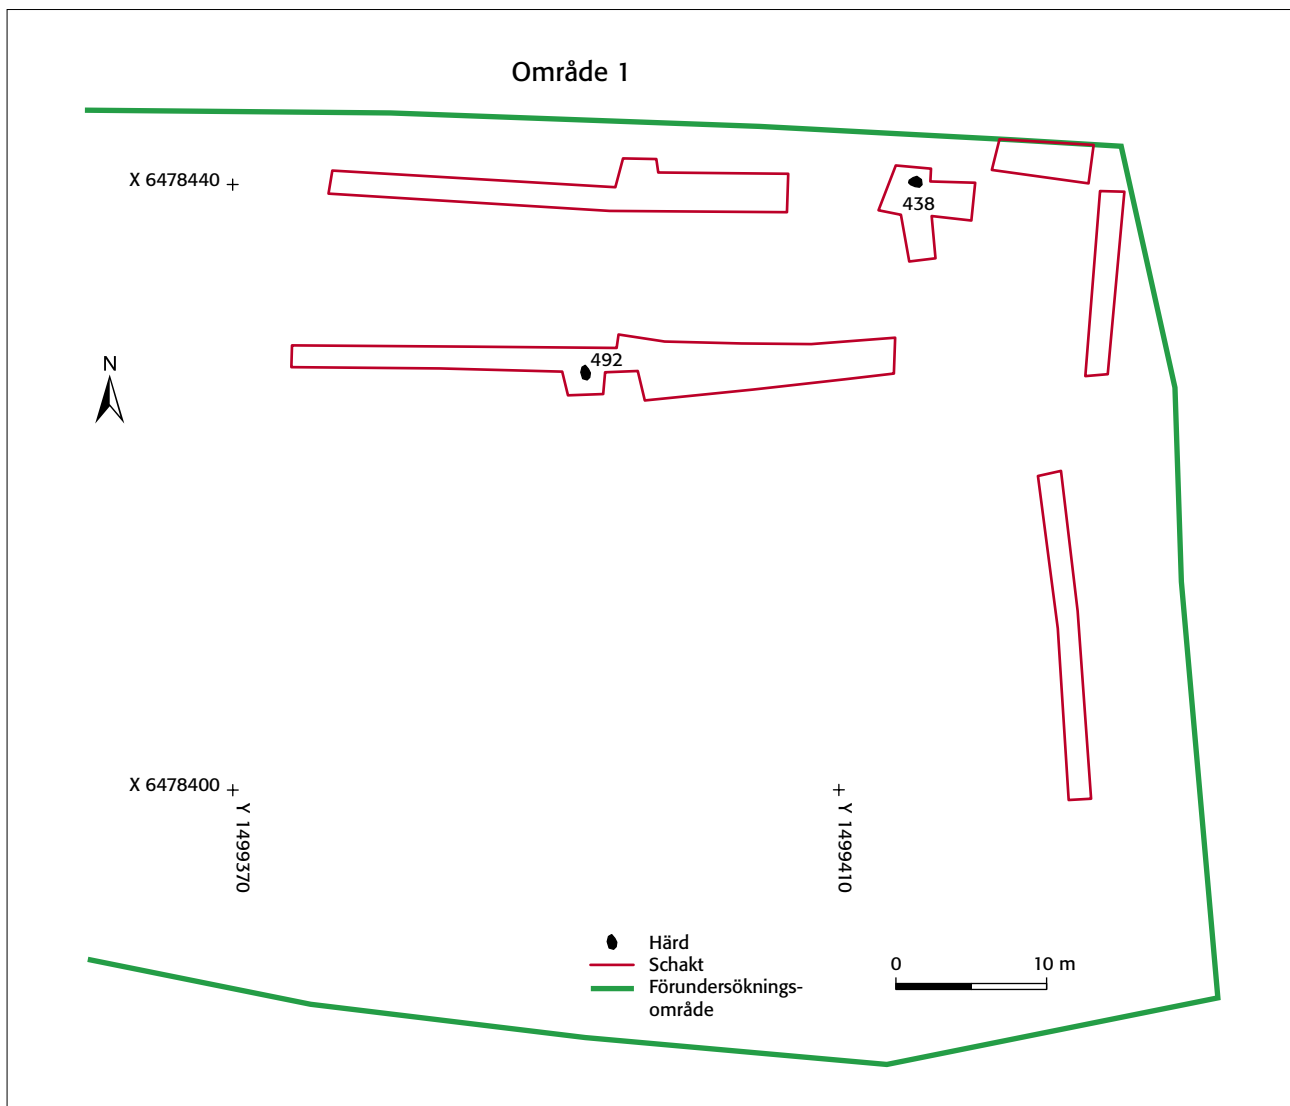 Område 1
X 6478440
438
492
N
X 6478400
Y 1499370
Y 1499410
Härd
Schakt
Förundersöknings-
område
0 10 m